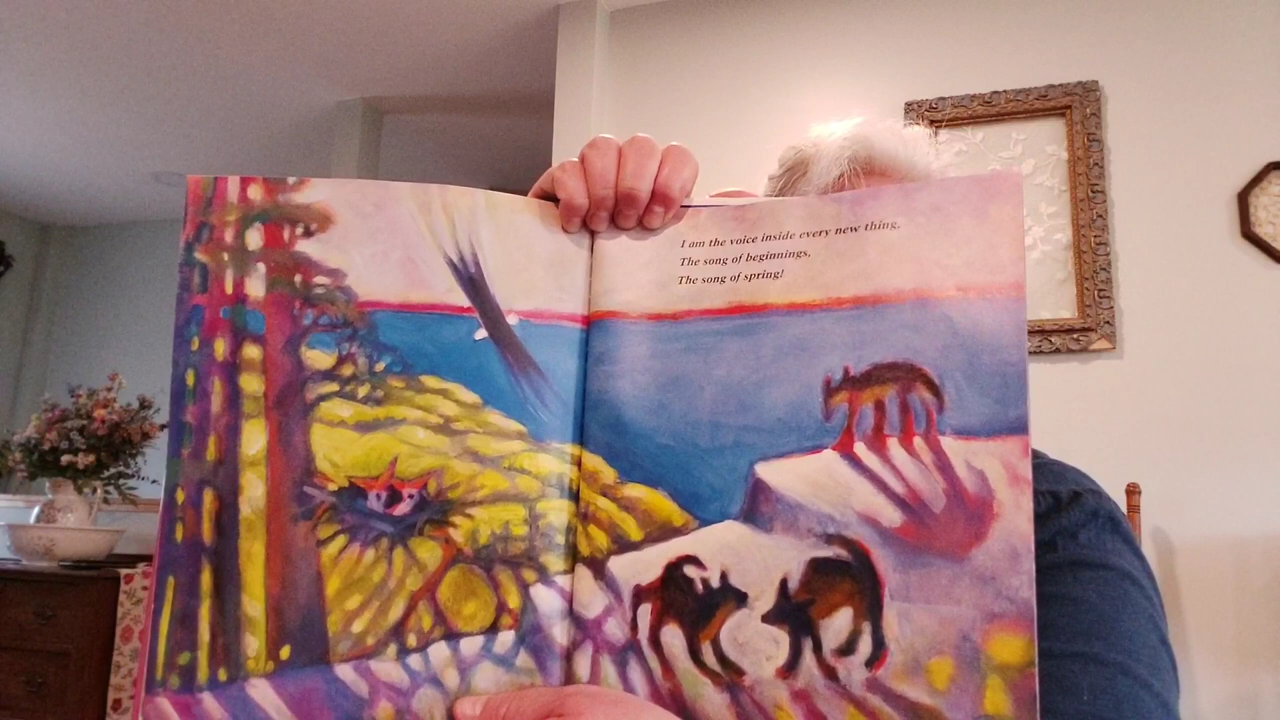 I am the voice inside every new thing,
The song of beginnings,
The song of spring!